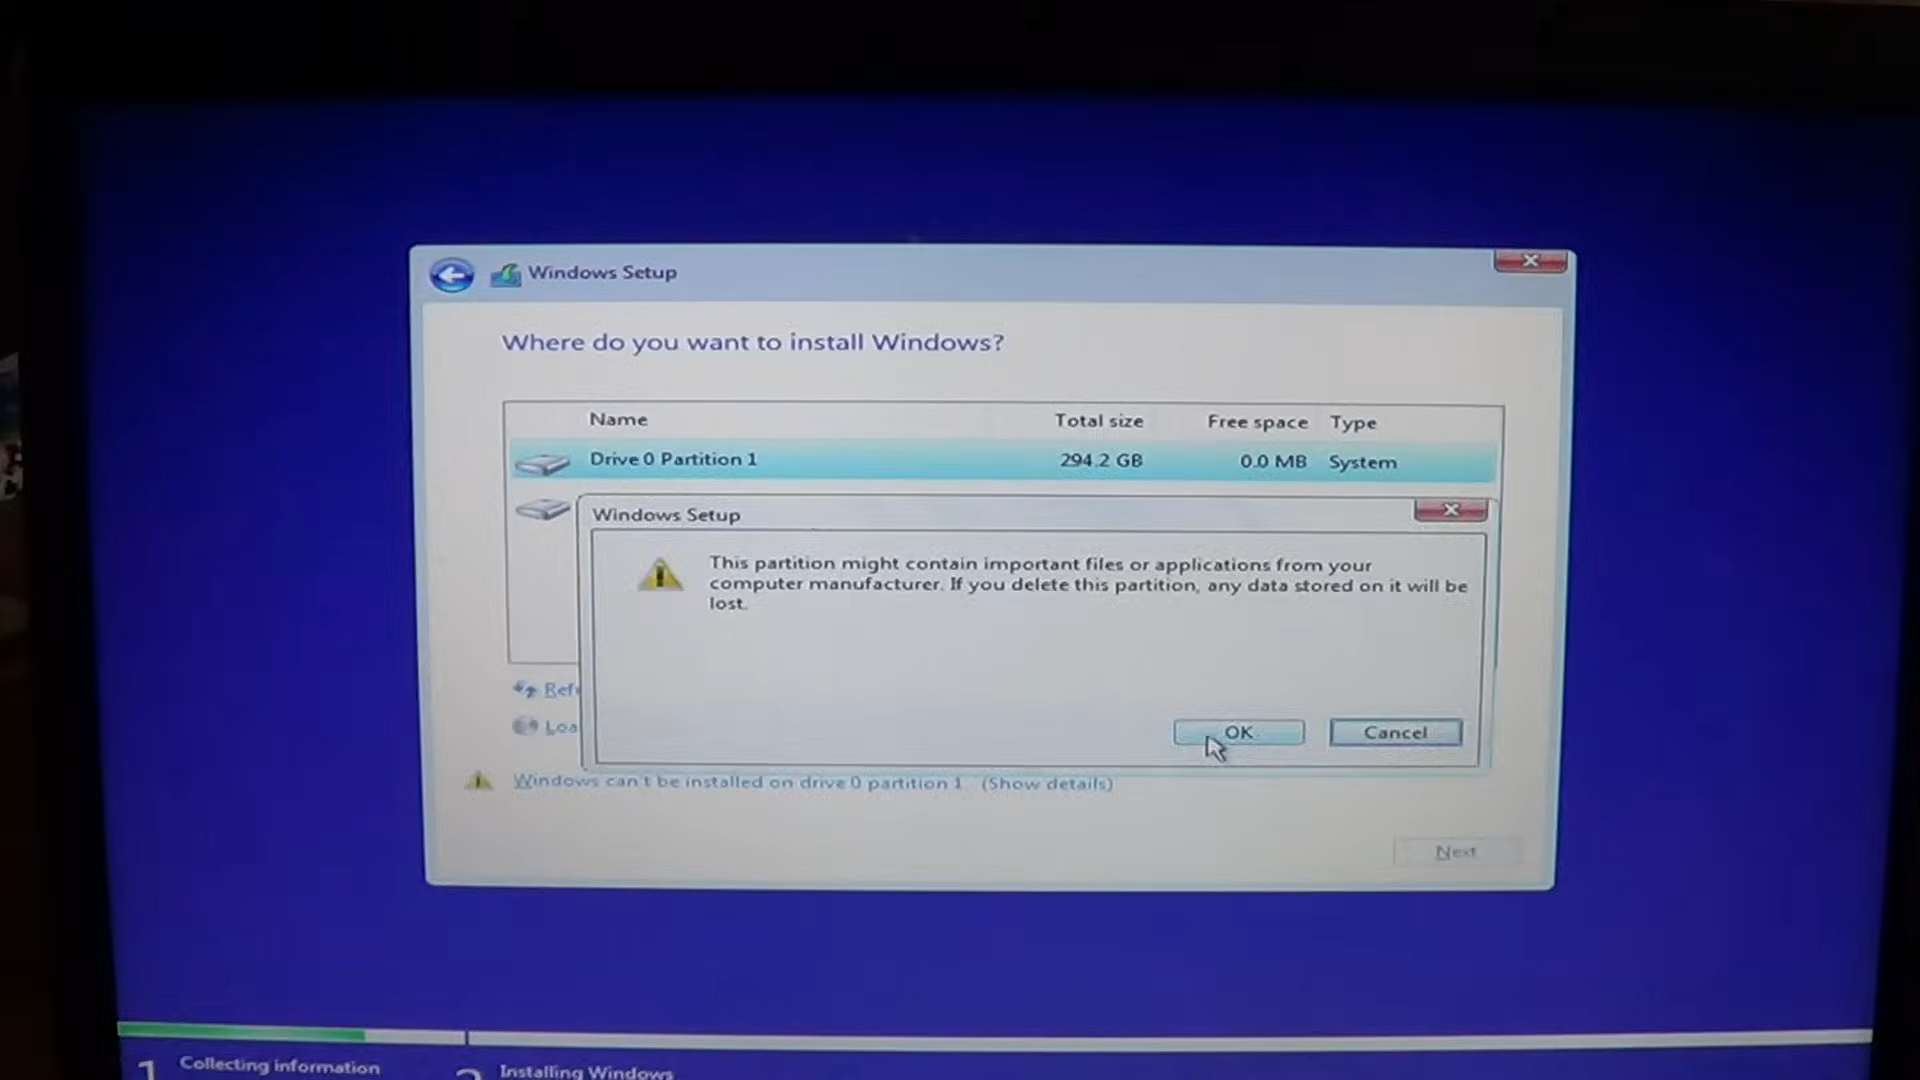 Windows Setup
Where do you want to install Windows?
Name Total size Free space Type
Drive 0 Partition 1 294.2 GB 0.0 MB System
Windows Setup
This partition might contain important files or applications from your
computer manufacturer. If you delete this partition, any data stored on it will be
lost.
OK Cancel
Windows can't be installed on drive 0 partition 1. (Show details)
Next
1 Collecting information
Installing Windows